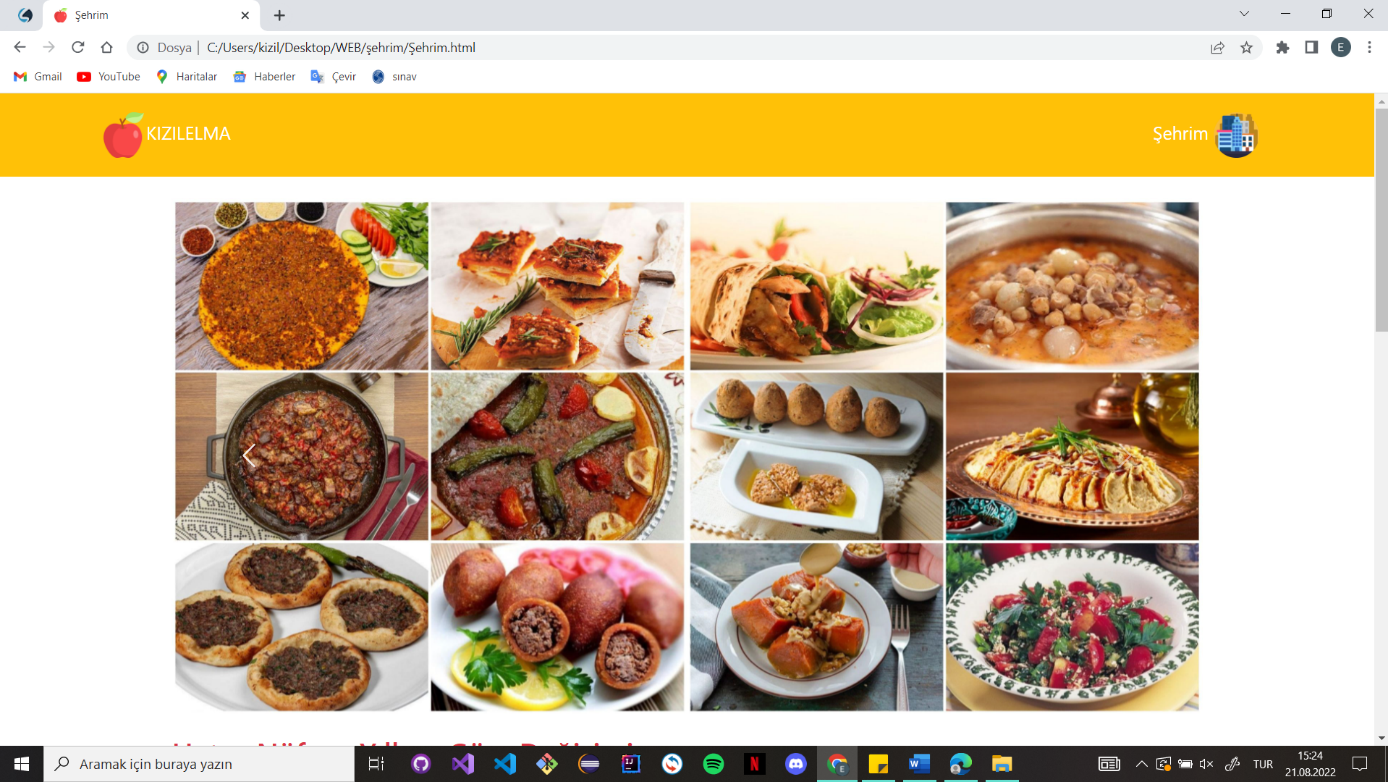 Şehrim
Dosya | C:/Users/kizil/Desktop/WEB/şehrim/Şehrim.html
E
Gmail YouTube Haritalar Haberler Çevir sınav
KIZILELMA Şehrim
Aramak için buraya yazın
TUR
15:24
21.08.2022